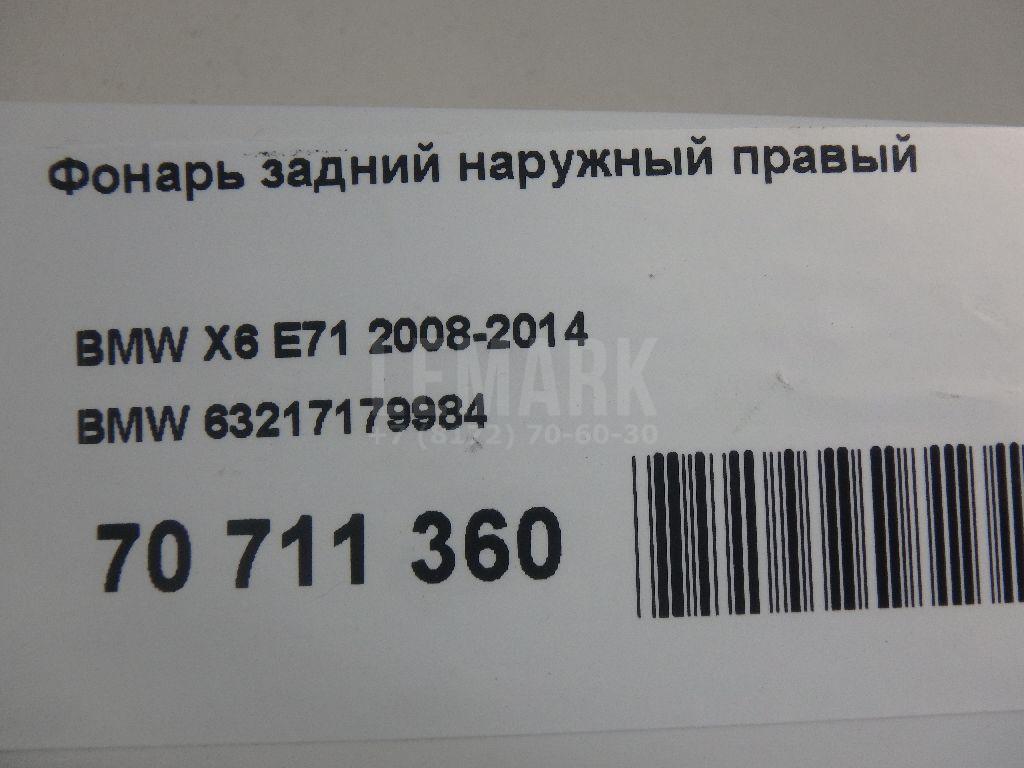 Фонарь задний наружный правый
BMW X6 E71 2008-2014
LEMARK
BMW 63217179984
+7 (8172) 70-60-30
70 711 360